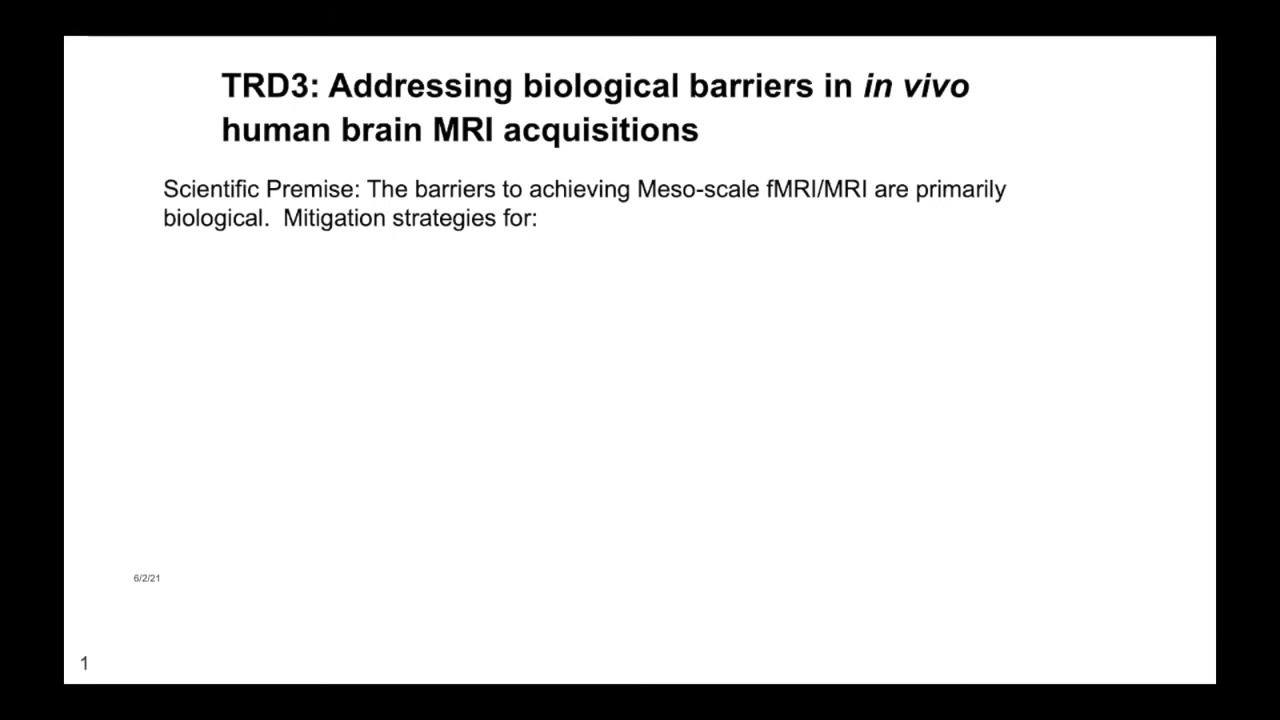 TRD3: Addressing biological barriers in in vivo
human brain MRI acquisitions
Scientific Premise: The barriers to achieving Meso-scale fMRI/MRI are primarily
biological.  Mitigation strategies for:
6/2/21
1